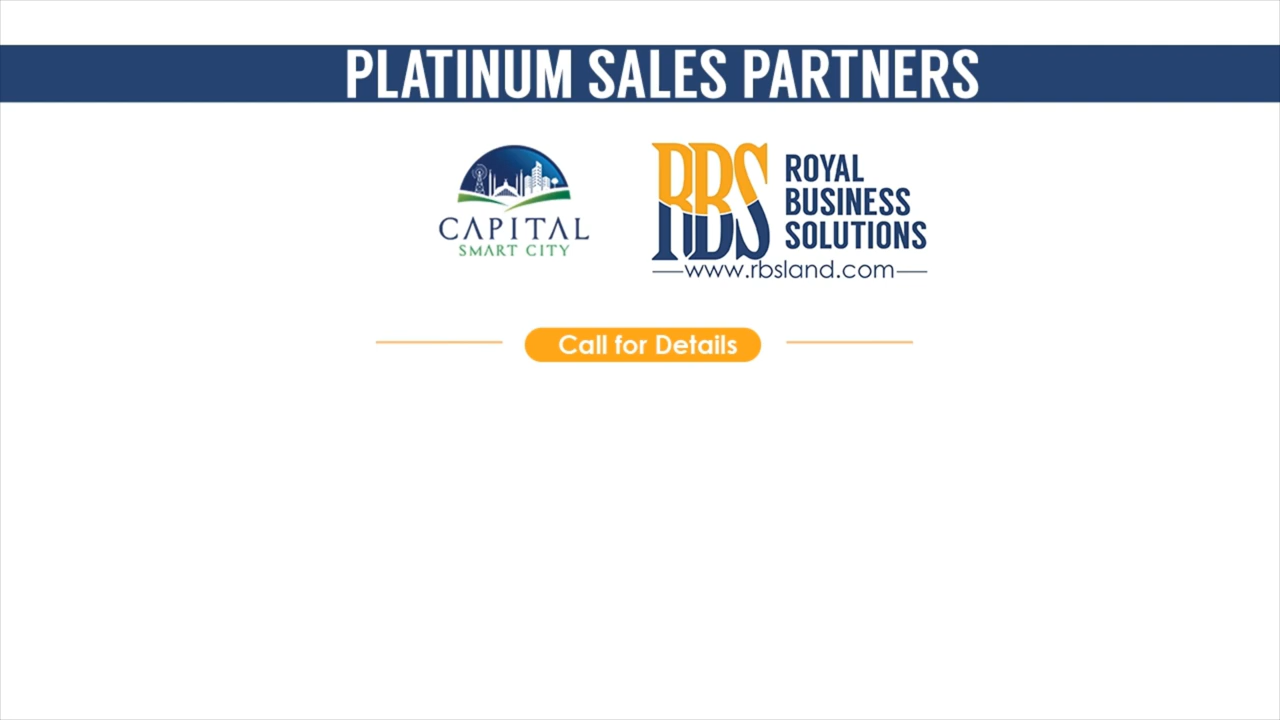 PLATINUM SALES PARTNERS
CAPITAL
SMART CITY
RBS
ROYAL
BUSINESS
SOLUTIONS
www.rbsland.com
Call for Details